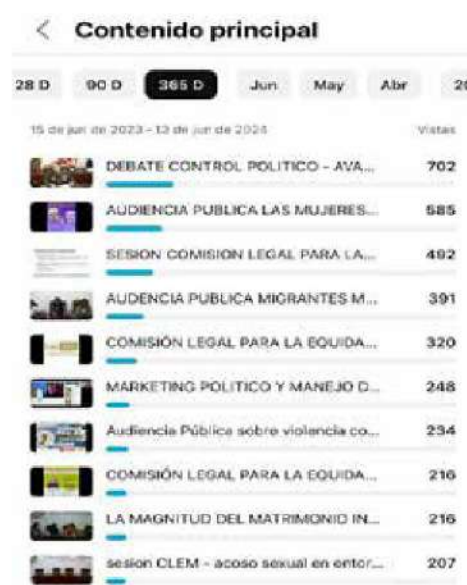 < Contenido principal
28 D 90 D 365 D Jun May Abr 20
15 de jun de 2023 - 13 de jun de 2024 Vistas
DEBATE CONTROL POLITICO - AVA... 702
AUDIENCIA PUBLICA LAS MUJERES... 585
SESION COMISION LEGAL PARA LA... 492
AUDENCIA PUBLICA MIGRANTES M... 391
COMISIÓN LEGAL PARA LA EQUIDA... 320
MARKETING POLITICO Y MANEJO D... 248
Audiencia Pública sobre violencia co... 234
COMISIÓN LEGAL PARA LA EQUIDA... 216
LA MAGNITUD DEL MATRIMONIO IN... 216
sesion CLEM - acoso sexual en entor... 207